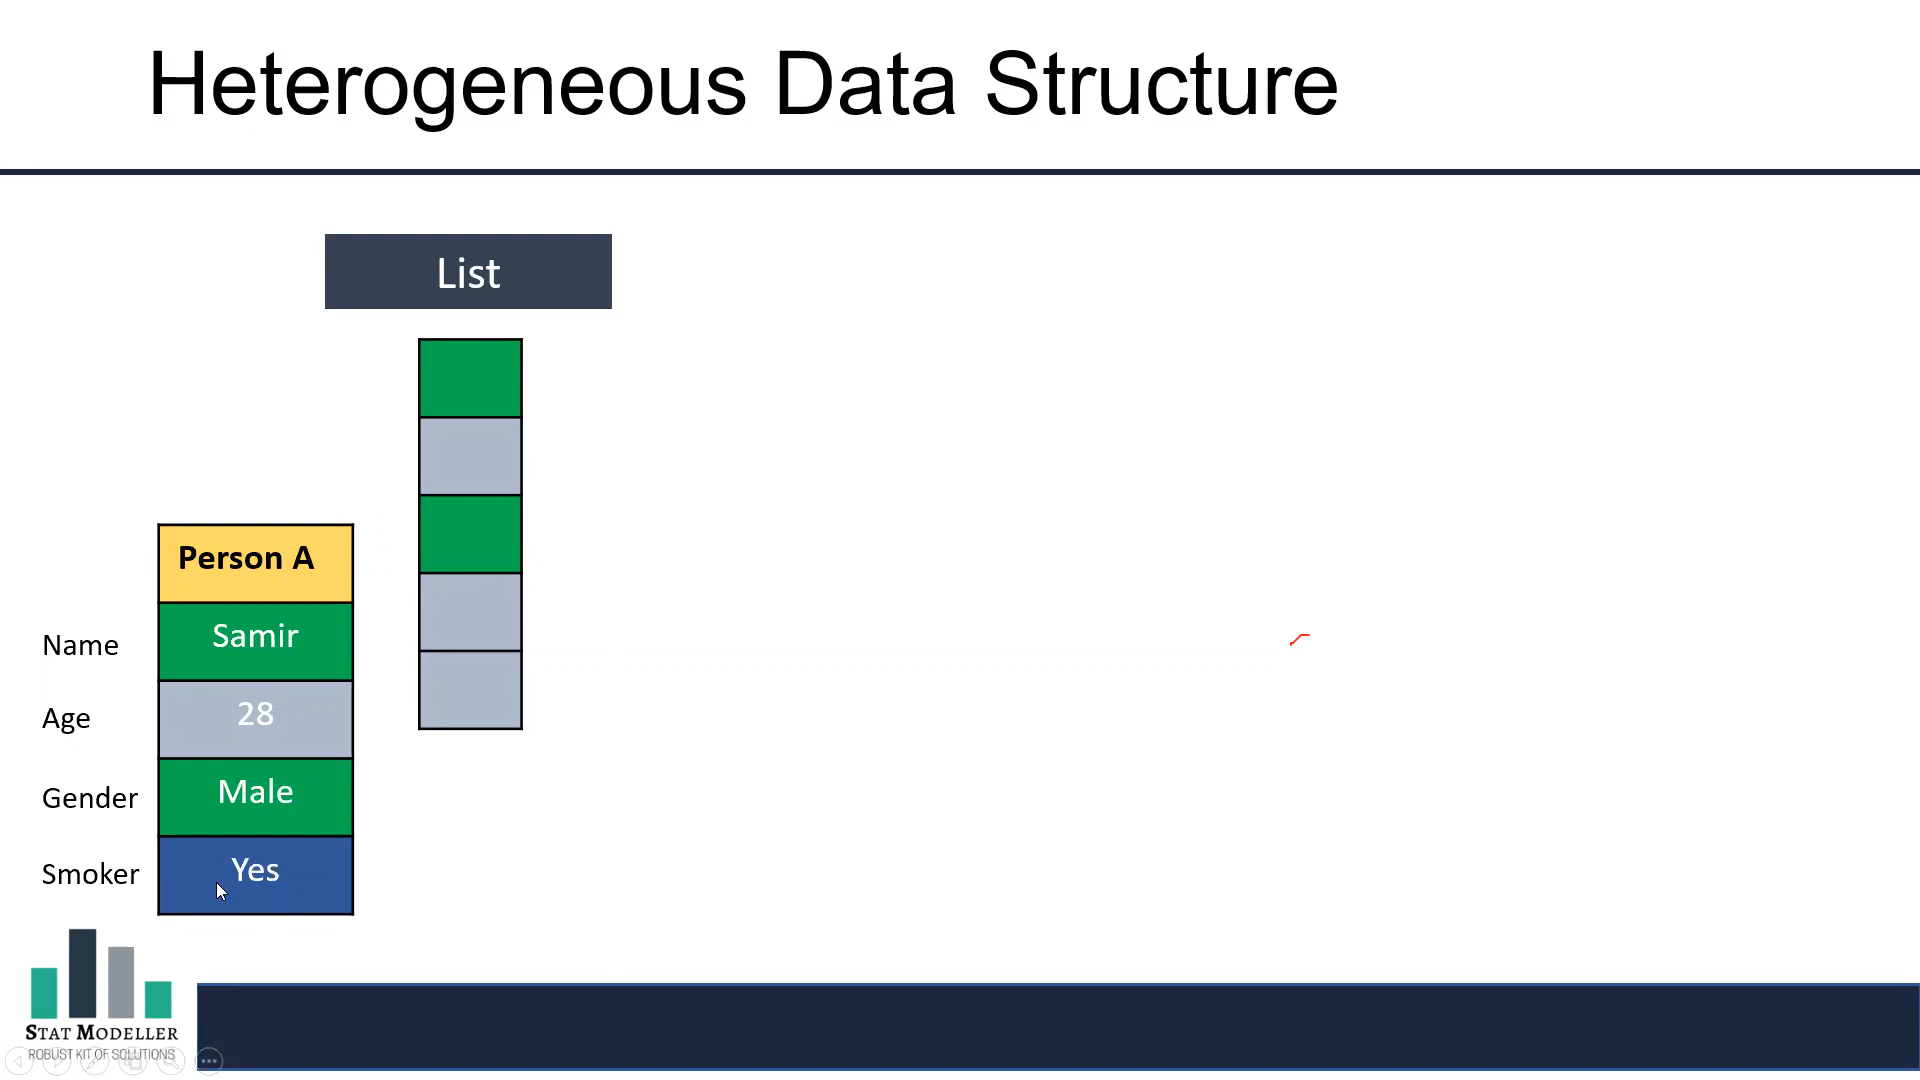 Heterogeneous Data Structure
List
Person A
Name Samir
Age 28
Gender Male
Smoker Yes
STAT MODELLER
ROBUST KIT OF SOLUTIONS